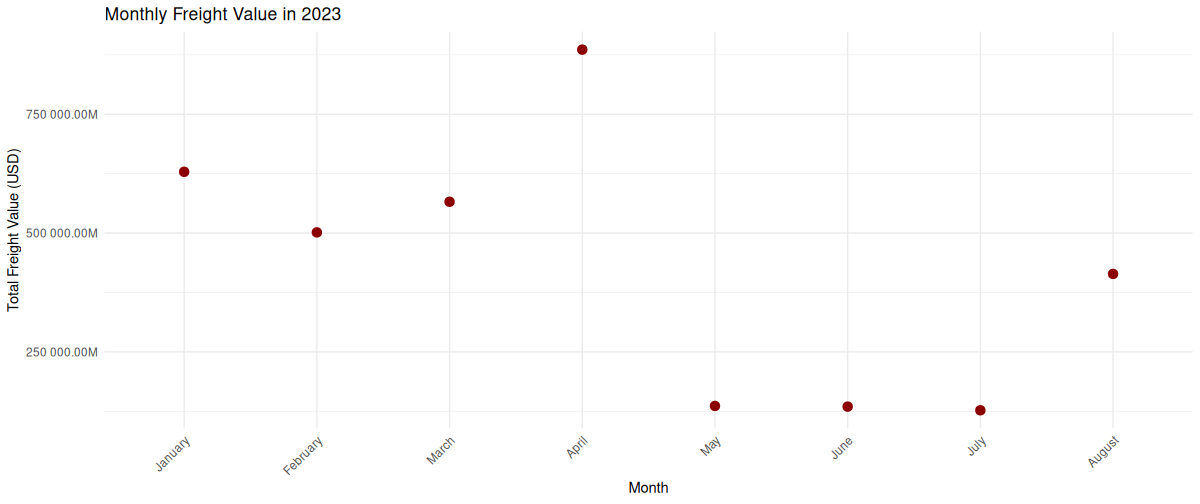 Monthly Freight Value in 2023
Total Freight Value (USD)
750 000.00M
500 000.00M
250 000.00M
January
February
March
April
May
June
July
August
Month